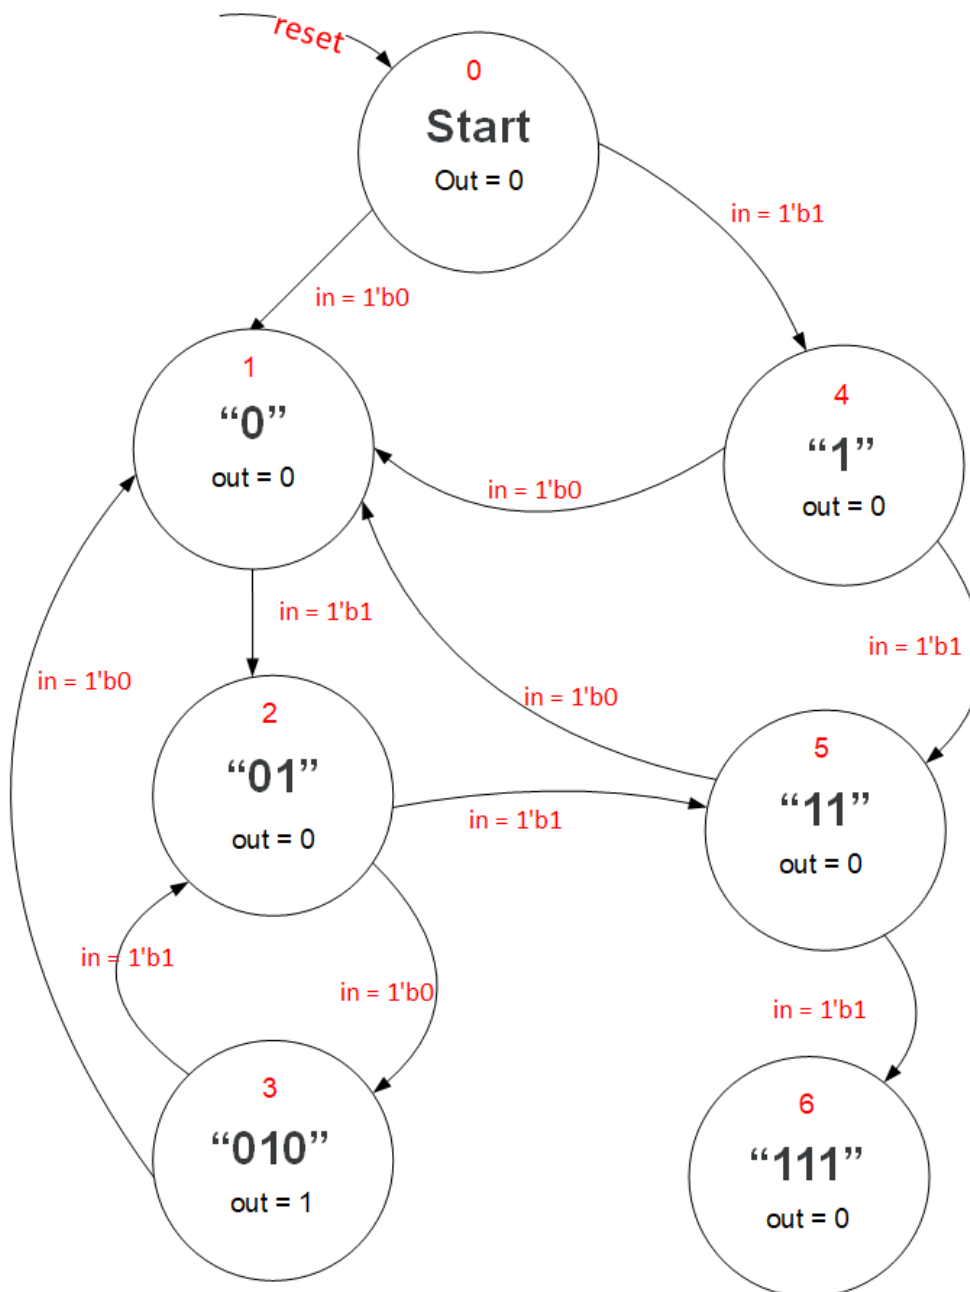 reset
0
Start
Out = 0
in = 1'b1
in = 1'b0
1
“0”
out = 0
4
“1”
out = 0
in = 1'b0
in = 1'b1
in = 1'b1
in = 1'b0
in = 1'b0
2
“01”
out = 0
5
“11”
out = 0
in = 1'b1
in = 1'b1
in = 1'b0
in = 1'b1
3
“010”
out = 1
6
“111”
out = 0